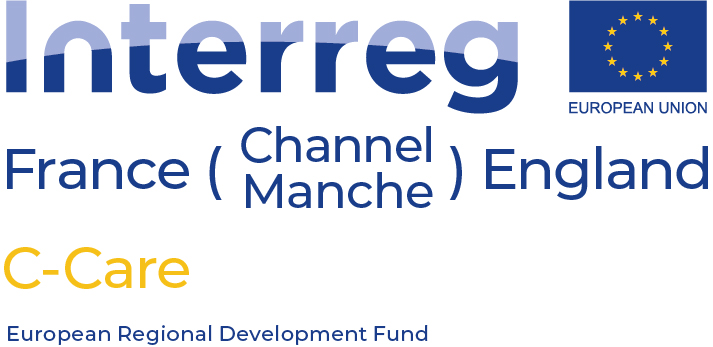 Interreg
EUROPEAN UNION
France ( Channel
Manche ) England
C-Care
European Regional Development Fund